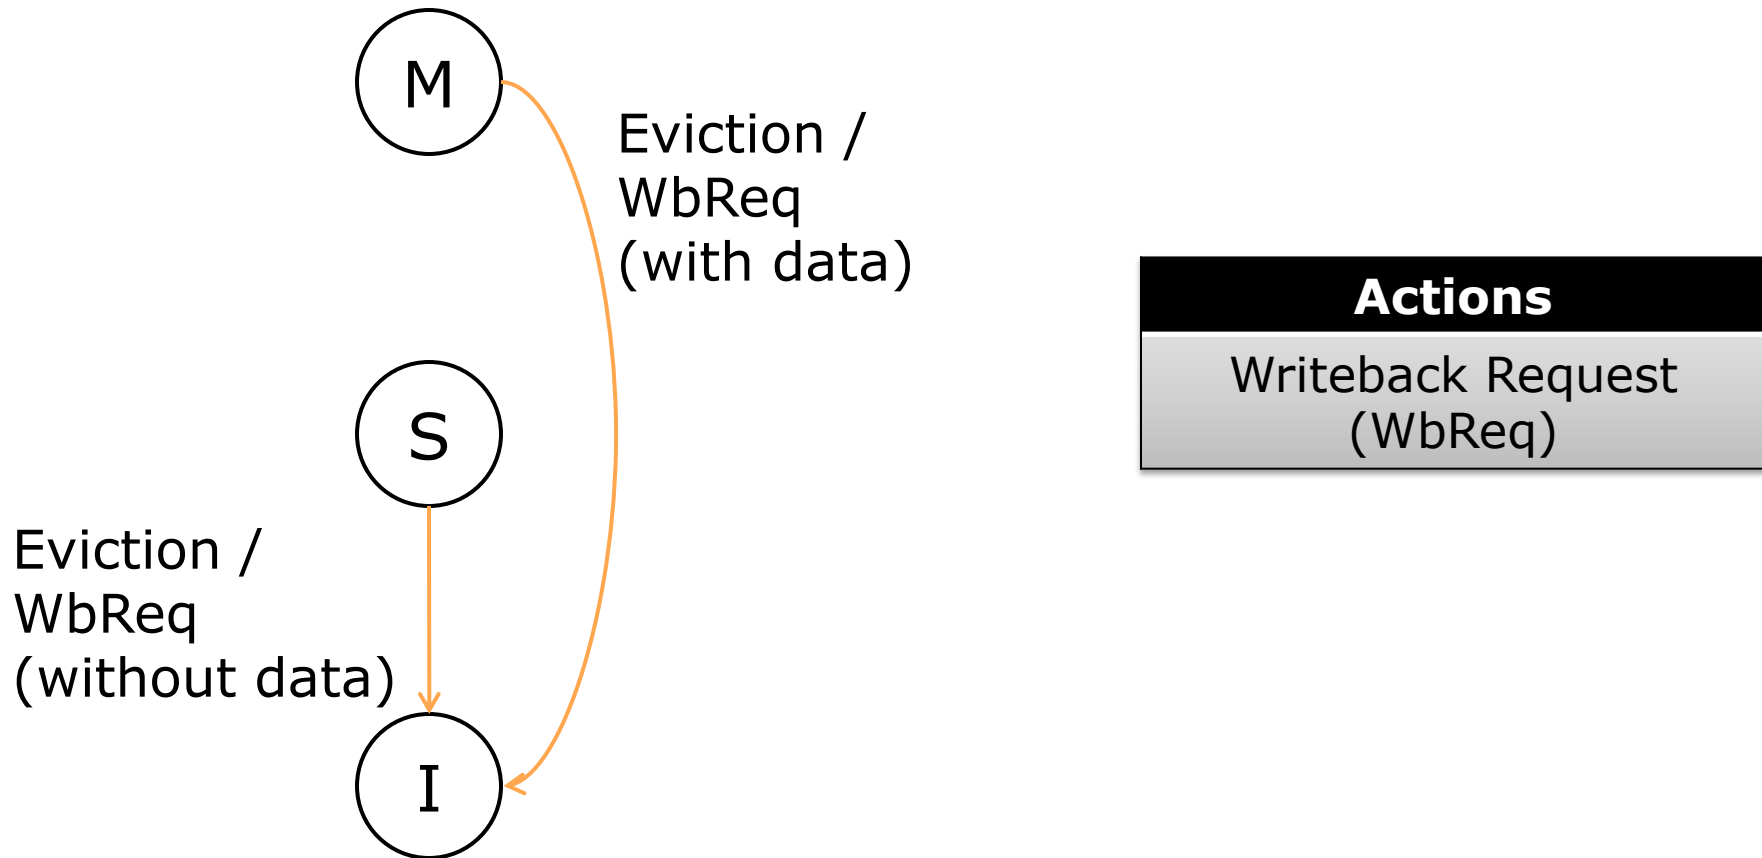 M
Eviction /
WbReq
(with data)
Actions
Writeback Request
(WbReq)
S
Eviction /
WbReq
(without data)
I